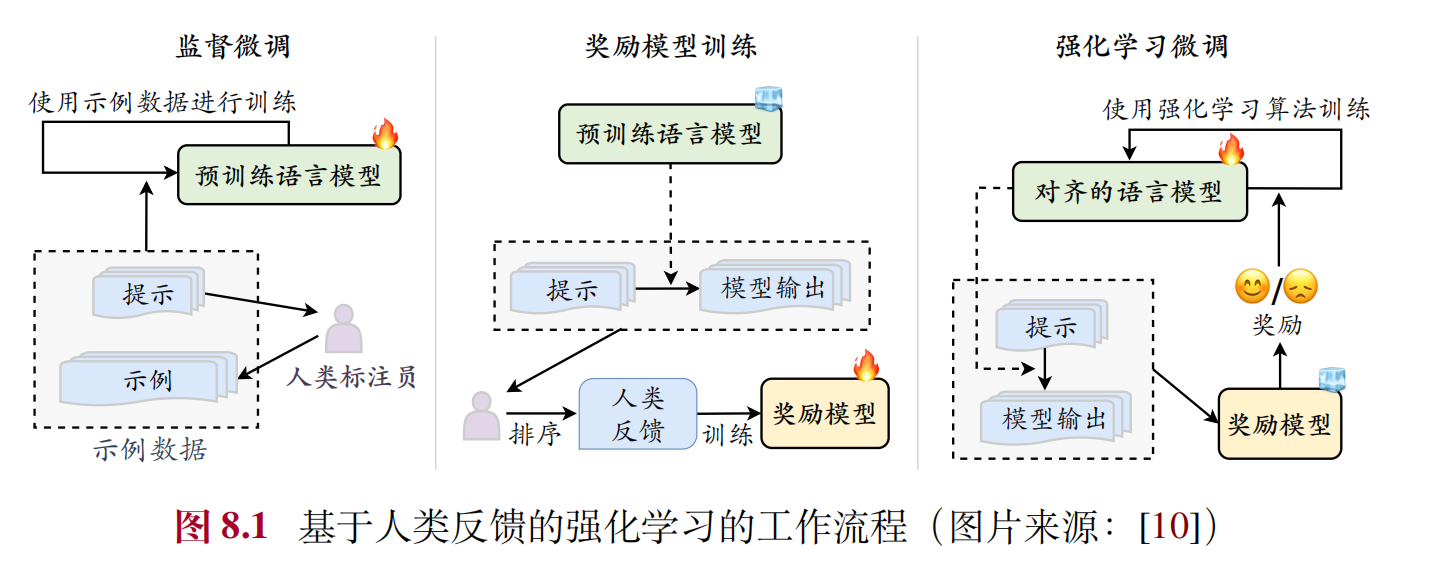 监督微调
使用示例数据进行训练
预训练语言模型
提示
示例
人类标注员
示例数据
奖励模型训练
预训练语言模型
提示
模型输出
排序
人类
反馈
训练
奖励模型
强化学习微调
使用强化学习算法训练
对齐的语言模型
提示
模型输出
/
奖励
奖励模型
图 8.1 基于人类反馈的强化学习的工作流程（图片来源：[10]）